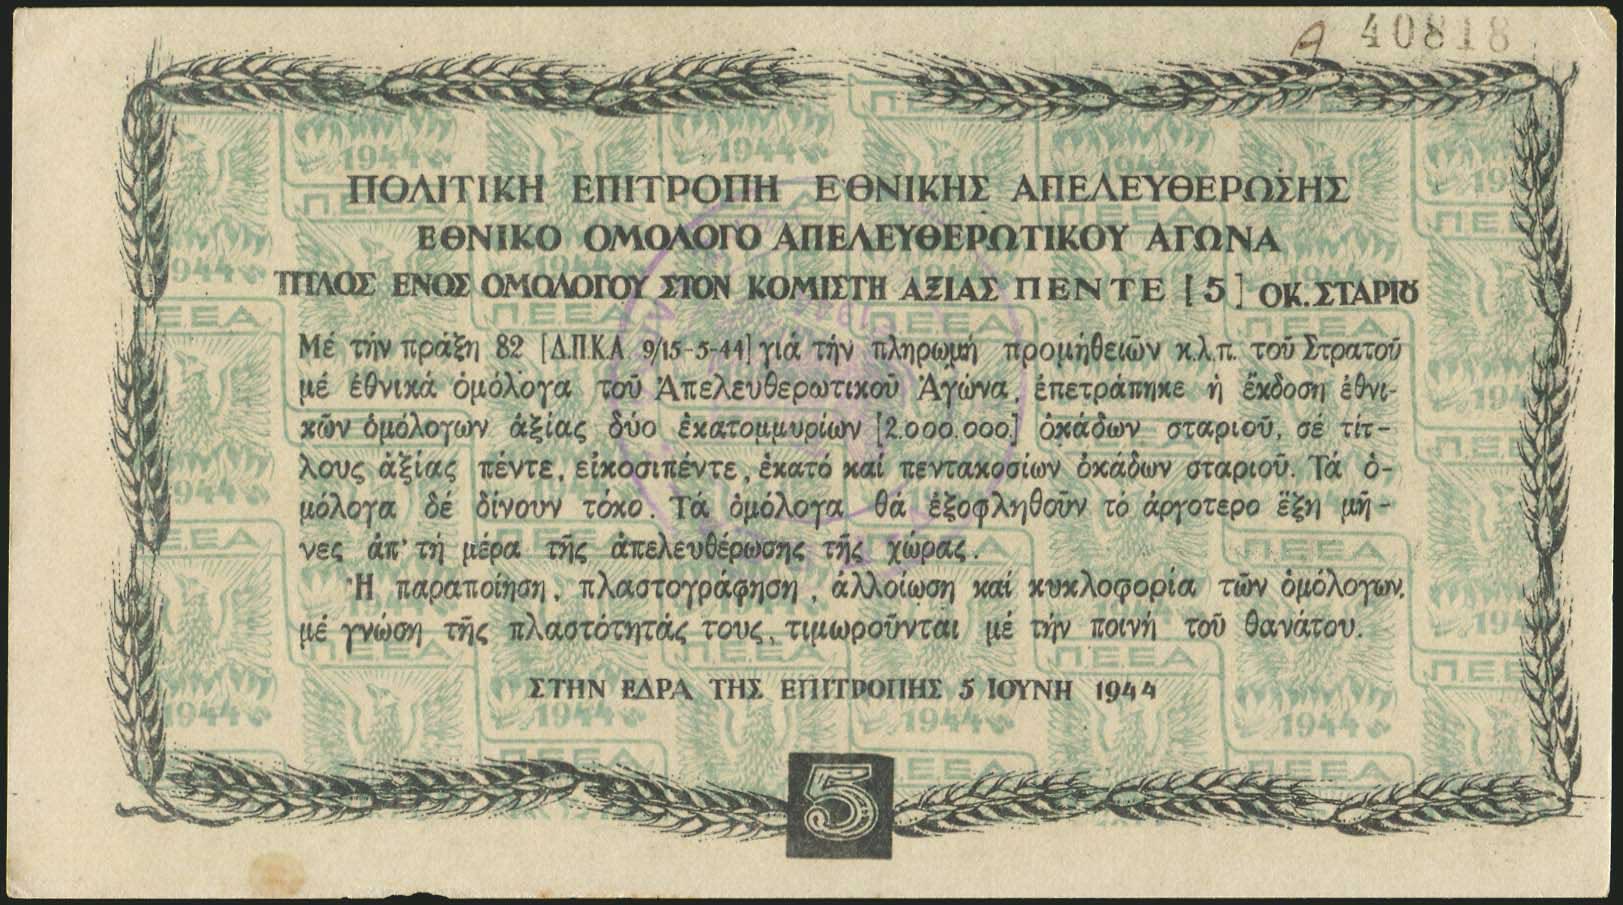 A 40818
ΠΟΛΙΤΙΚΗ ΕΠΙΤΡΟΠΗ ΕΘΝΙΚΗΣ ΑΠΕΛΕΥΘΕΡΩΣΗΣ
ΕΘΝΙΚΟ ΟΜΟΛΟΓΟ ΑΠΕΛΕΥΘΕΡΩΤΙΚΟΥ ΑΓΩΝΑ
ΤΙΤΛΟΣ ΕΝΟΣ ΟΜΟΛΟΓΟΥ ΣΤΟΝ ΚΟΜΙΣΤΗ ΑΞΙΑΣ ΠΕΝΤΕ [5] ΟΚ. ΣΤΑΡΙȣ
Μέ τήν πράξη 82 [Δ.Π.Κ.Α. 9/15-5-44] γιά τήν πληρωμή προμήθειῶν κ.λ.π. τοῦ Στρατοῦ
μέ ἐθνικά ὁμόλογα τοῦ Ἀπελευθερωτικοῦ Ἀγώνα, ἐπετράπηκε ἡ ἔκδοση ἐθνι-
κῶν ὁμόλογων ἀξίας δύο ἑκατομμυρίων [2.000.000] ὀκάδων σταριοῦ, σέ τίτ-
λους ἀξίας πέντε, εἰκοσιπέντε, ἑκατό καί πεντακοσίων ὀκάδων σταριοῦ. Τά ὁ-
μόλογα δέ δίνουν τόκο. Τά ὁμόλογα θά ἐξοφληθοῦν τό ἀργοτερο ἕξη μῆ-
νες ἀπ' τή μέρα τῆς ἀπελευθέρωσης τῆς χώρας.
Ἡ παραποίηση, πλαστογράφηση, ἀλλοίωση καί κυκλοφορία τῶν ὁμόλογων,
μέ γνώση τῆς πλαστότητάς τους, τιμωροῦνται μέ τήν ποινή τοῦ θανάτου.
ΣΤΗΝ ΕΔΡΑ ΤΗΣ ΕΠΙΤΡΟΠΗΣ 5 ΙΟΥΝΗ 1944
5